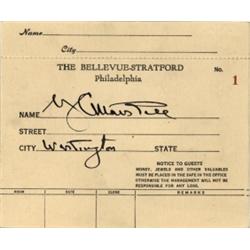 Name
City
THE BELLEVUE-STRATFORD
Philadelphia
No.
1
NAME
STREET
CITY Worthington STATE
NOTICE TO GUESTS
MONEY, JEWELS AND OTHER VALUABLES
MUST BE PLACED IN THE SAFE IN OFFICE
OTHERWISE THE MANAGEMENT WILL NOT BE
RESPONSIBLE FOR ANY LOSS.
ROOM DATE CLERK REMARKS